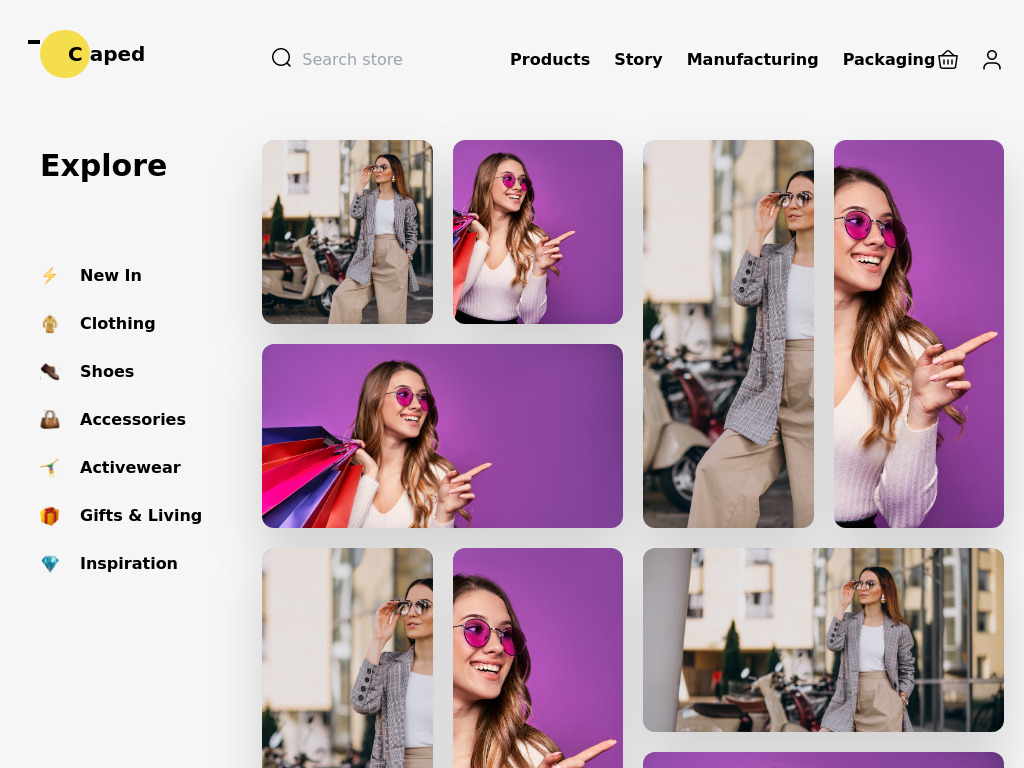 Caped
Search store
Products Story Manufacturing Packaging
Explore
New In
Clothing
Shoes
Accessories
Activewear
Gifts & Living
Inspiration